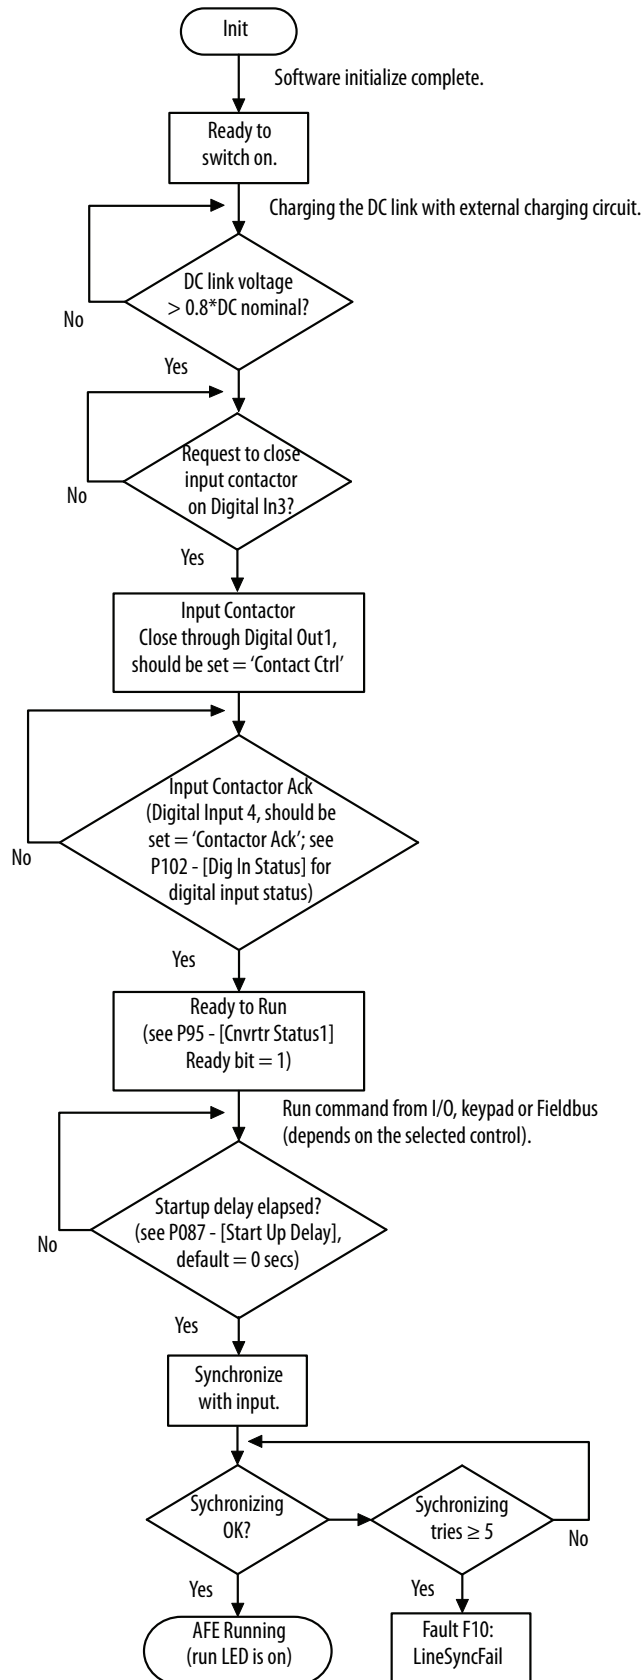 Init
Software initialize complete.
Ready to
switch on.
Charging the DC link with external charging circuit.
DC link voltage
> 0.8*DC nominal?
No
Yes
Request to close
input contactor
on Digital In3?
No
Yes
Input Contactor
Close through Digital Out1,
should be set = ‘Contact Ctrl’
Input Contactor Ack
(Digital Input 4, should be
set = ‘Contactor Ack’; see
P102 - [Dig In Status] for
digital input status)
No
Yes
Ready to Run
(see P95 - [Cnvrtr Status1]
Ready bit = 1)
Run command from I/O, keypad or Fieldbus
(depends on the selected control).
Startup delay elapsed?
(see P087 - [Start Up Delay],
default = 0 secs)
No
Yes
Synchronize
with input.
Sychronizing
OK?
Sychronizing
tries ≥ 5
No
Yes
Yes
AFE Running
(run LED is on)
Fault F10:
LineSyncFail